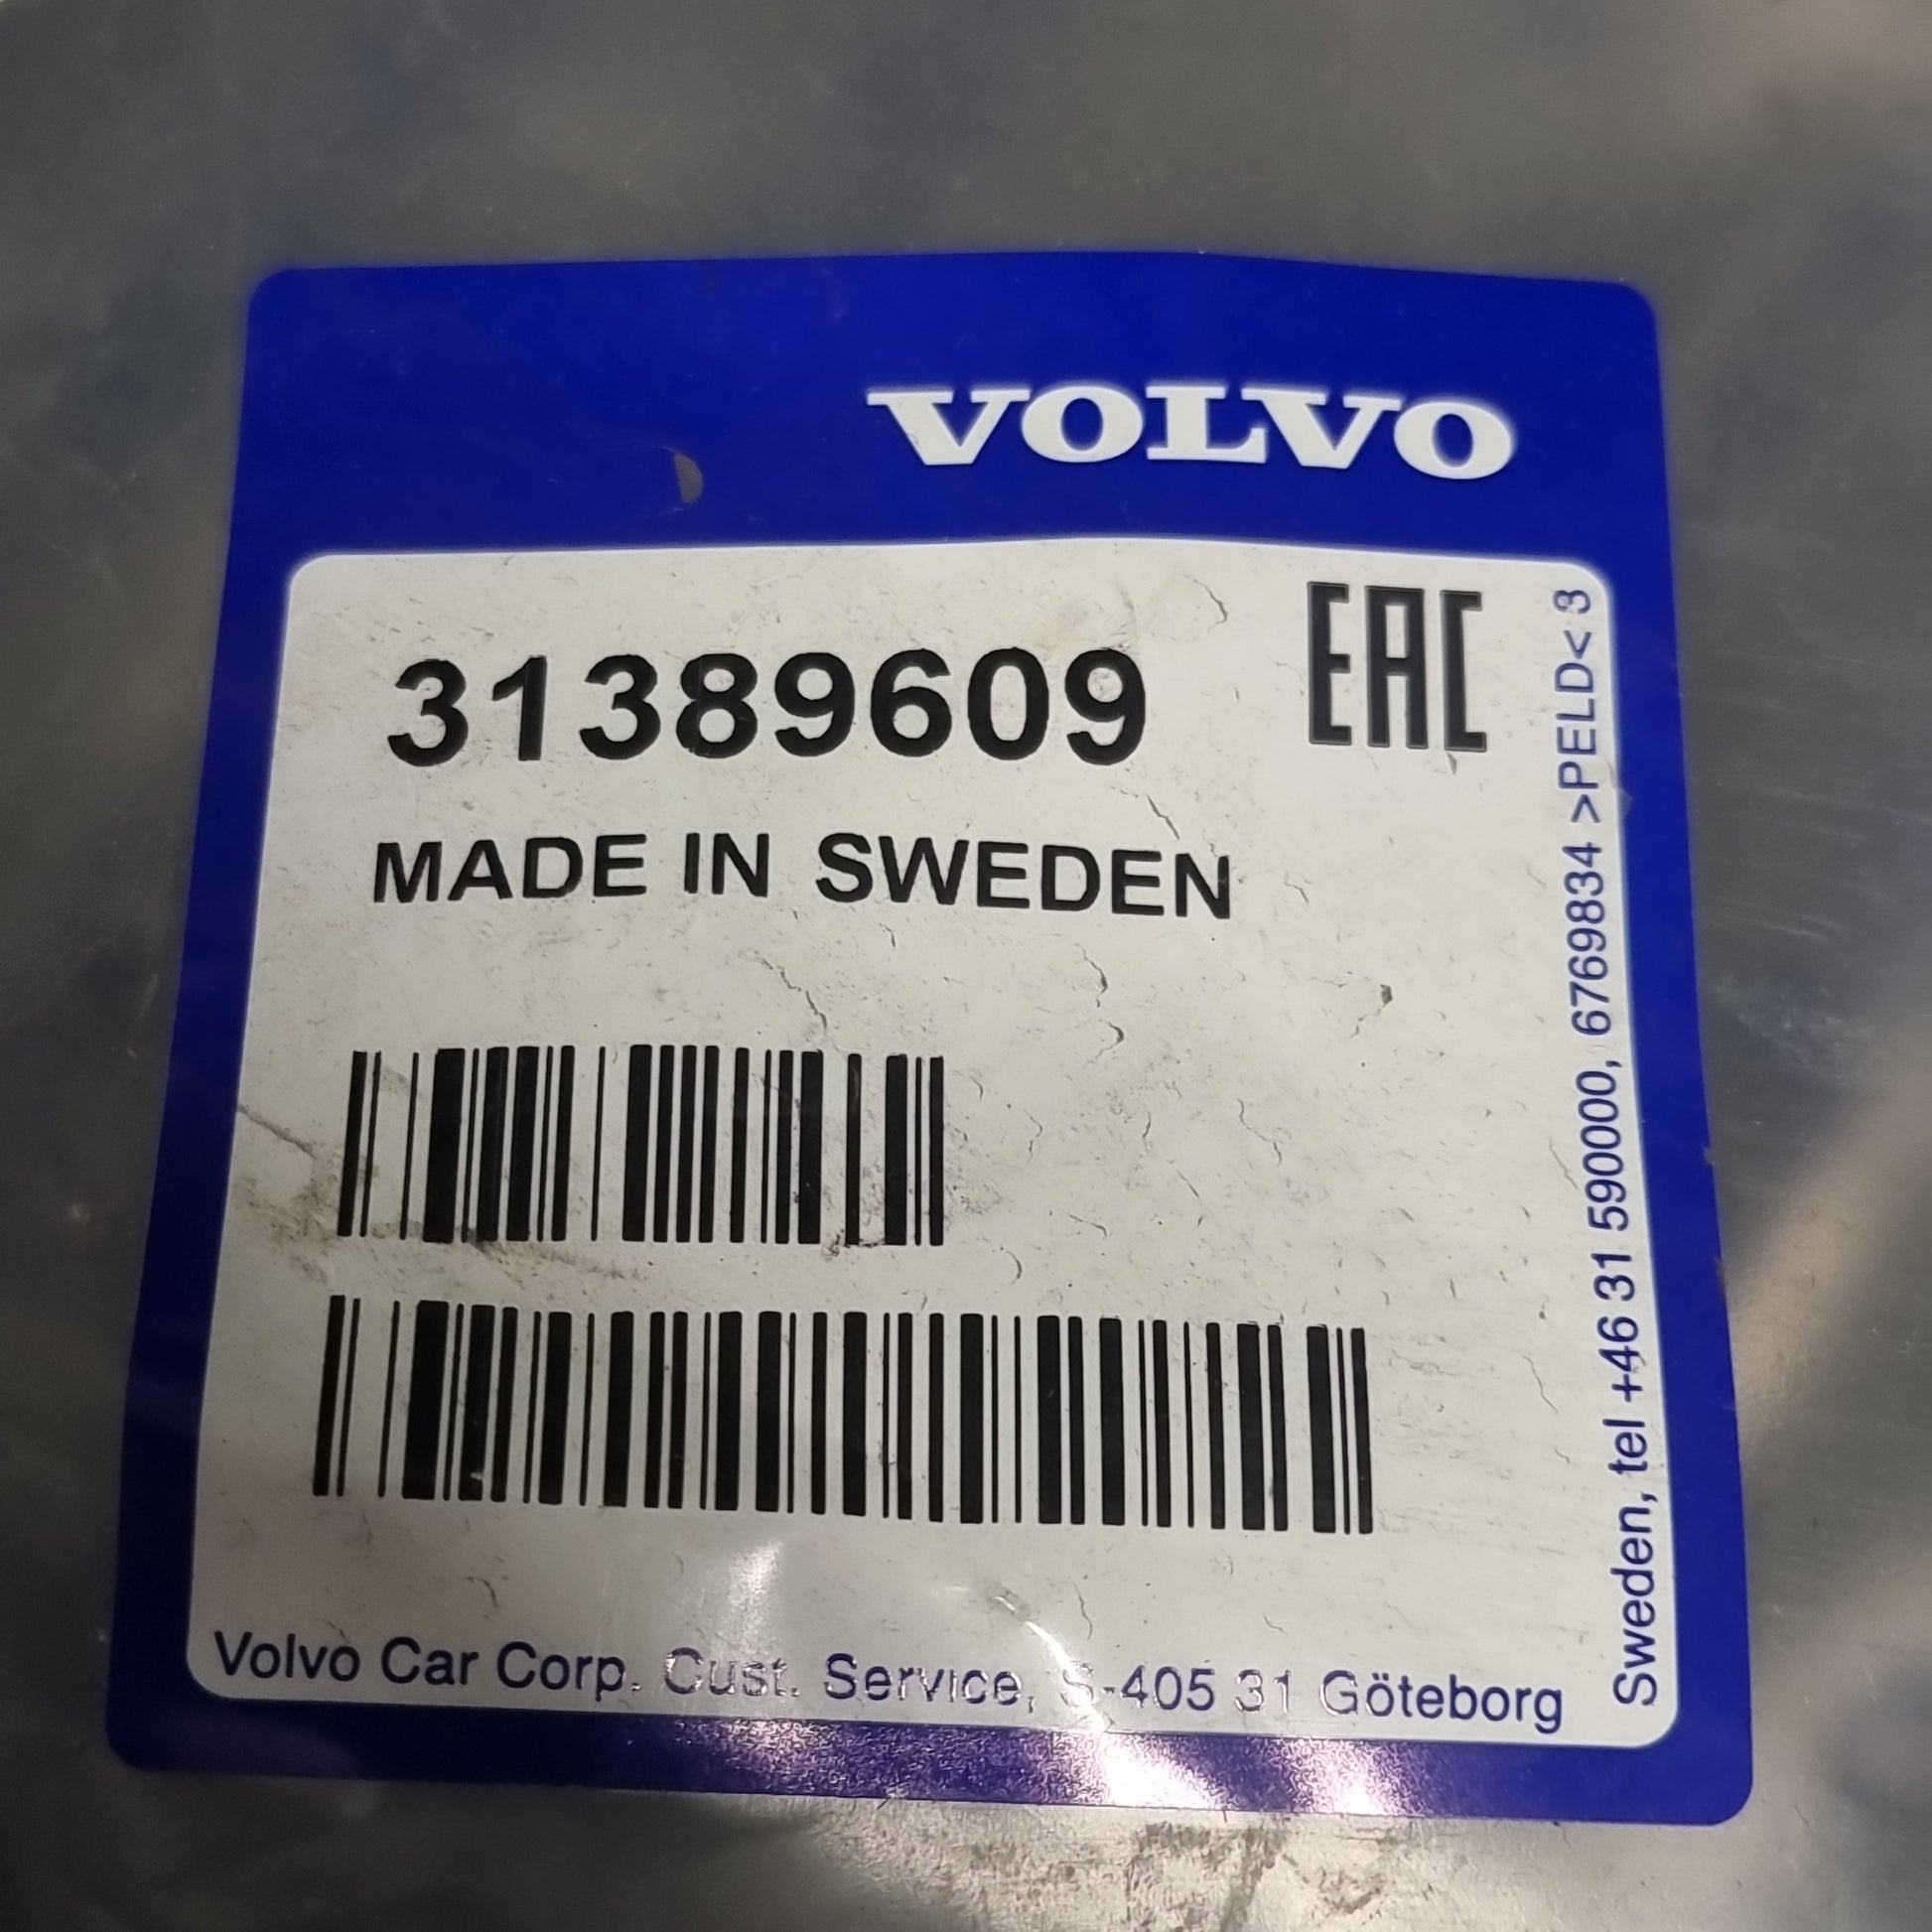 VOLVO
31389609
EAC
MADE IN SWEDEN
Volvo Car Corp. Cust. Service, S-405 31 Göteborg
Sweden, tel +46 31 590000, 6769834 >PELD< 3